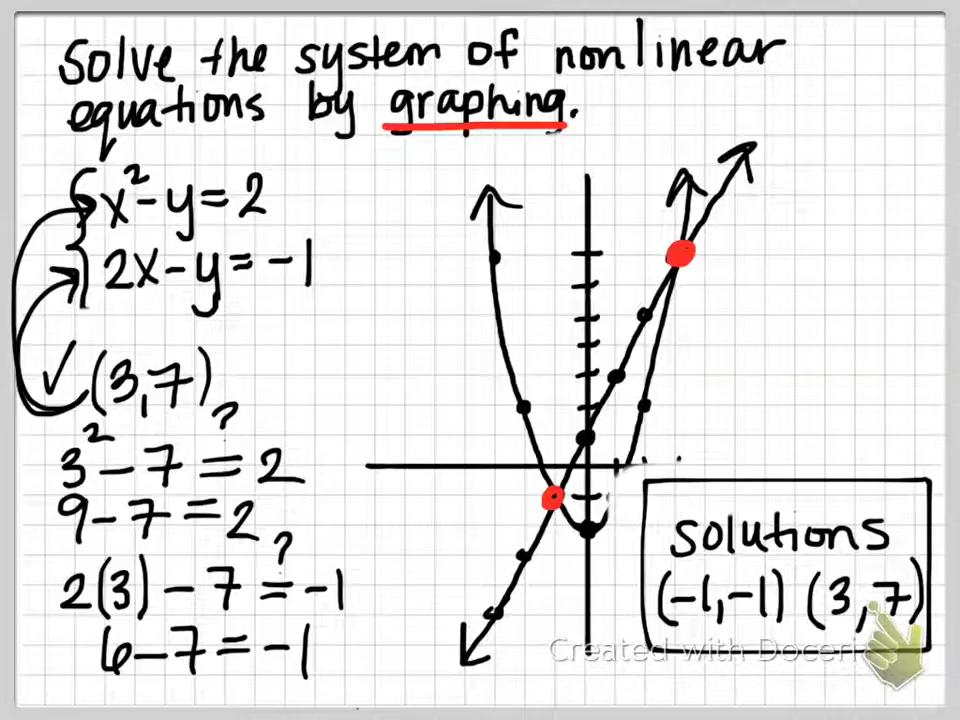 Solve the system of nonlinear
equations by graphing.
x² - y = 2
2x - y = -1
✓ (3,7)
3² - 7 ≟ 2
9 - 7 = 2
2(3) - 7 ≟ -1
6 - 7 = -1
solutions
(-1,-1) (3,7)
Created with Doceri